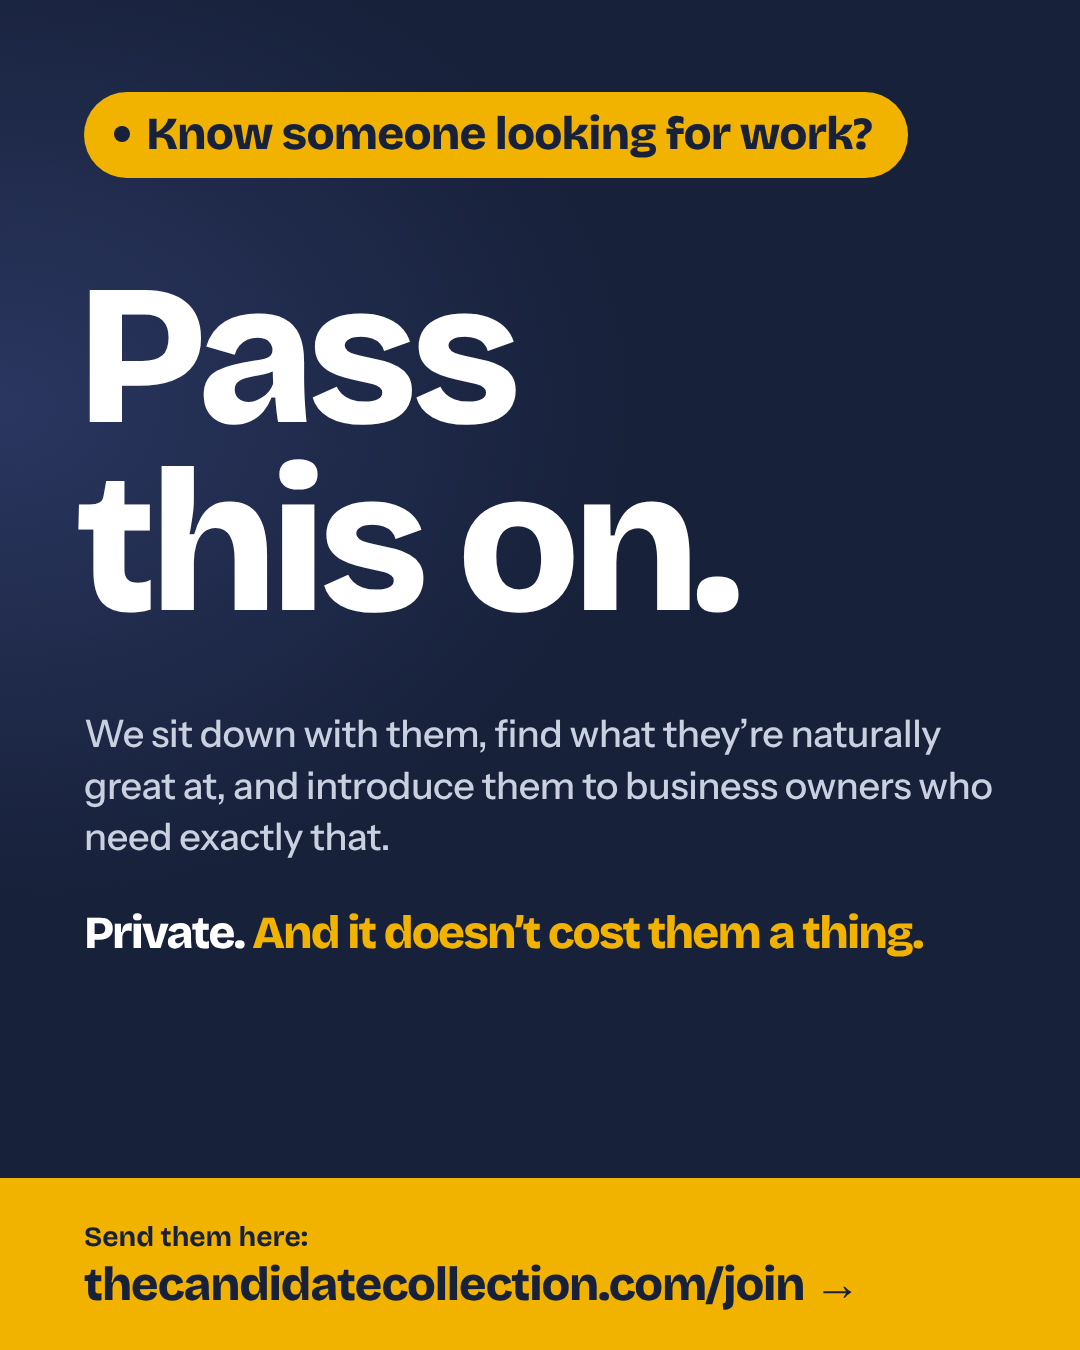 • Know someone looking for work?
Pass
this on.
We sit down with them, find what they’re naturally
great at, and introduce them to business owners who
need exactly that.
Private. And it doesn’t cost them a thing.
Send them here:
thecandidatecollection.com/join →